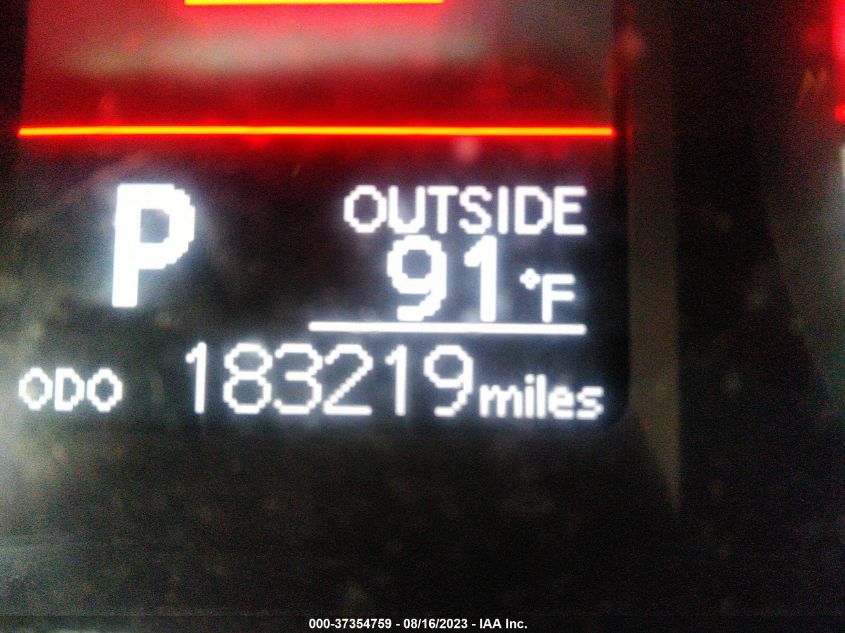 P
OUTSIDE
91 °F
ODO 183219 miles
000-37354759 - 08/16/2023 - IAA Inc.